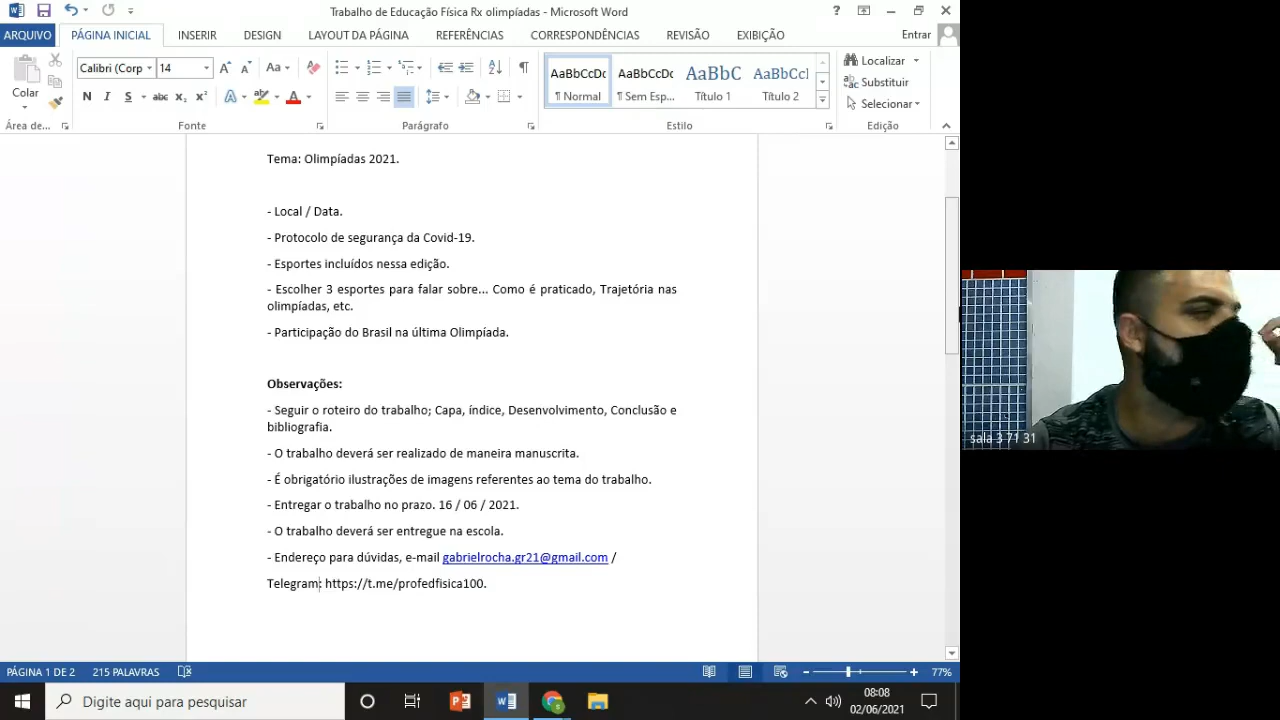 Trabalho de Educação Física Rx olimpíadas - Microsoft Word
ARQUIVO PÁGINA INICIAL INSERIR DESIGN LAYOUT DA PÁGINA REFERÊNCIAS CORRESPONDÊNCIAS REVISÃO EXIBIÇÃO Entrar
Colar
Calibri (Corp 14
AaBbCcDc AaBbCcDc AaBbC AaBbCcI
¶ Normal ¶ Sem Esp... Título 1 Título 2
Localizar
Substituir
Selecionar
Área de... Fonte Parágrafo Estilo Edição
Tema: Olimpíadas 2021.
- Local / Data.
- Protocolo de segurança da Covid-19.
- Esportes incluídos nessa edição.
- Escolher 3 esportes para falar sobre... Como é praticado, Trajetória nas
olimpíadas, etc.
- Participação do Brasil na última Olimpíada.
Observações:
- Seguir o roteiro do trabalho; Capa, índice, Desenvolvimento, Conclusão e
bibliografia.
- O trabalho deverá ser realizado de maneira manuscrita.
- É obrigatório ilustrações de imagens referentes ao tema do trabalho.
- Entregar o trabalho no prazo. 16 / 06 / 2021.
- O trabalho deverá ser entregue na escola.
- Endereço para dúvidas, e-mail gabrielrocha.gr21@gmail.com /
Telegram: https://t.me/profedfisica100.
sala 3 71 31
PÁGINA 1 DE 2 215 PALAVRAS 77%
Digite aqui para pesquisar
08:08
02/06/2021